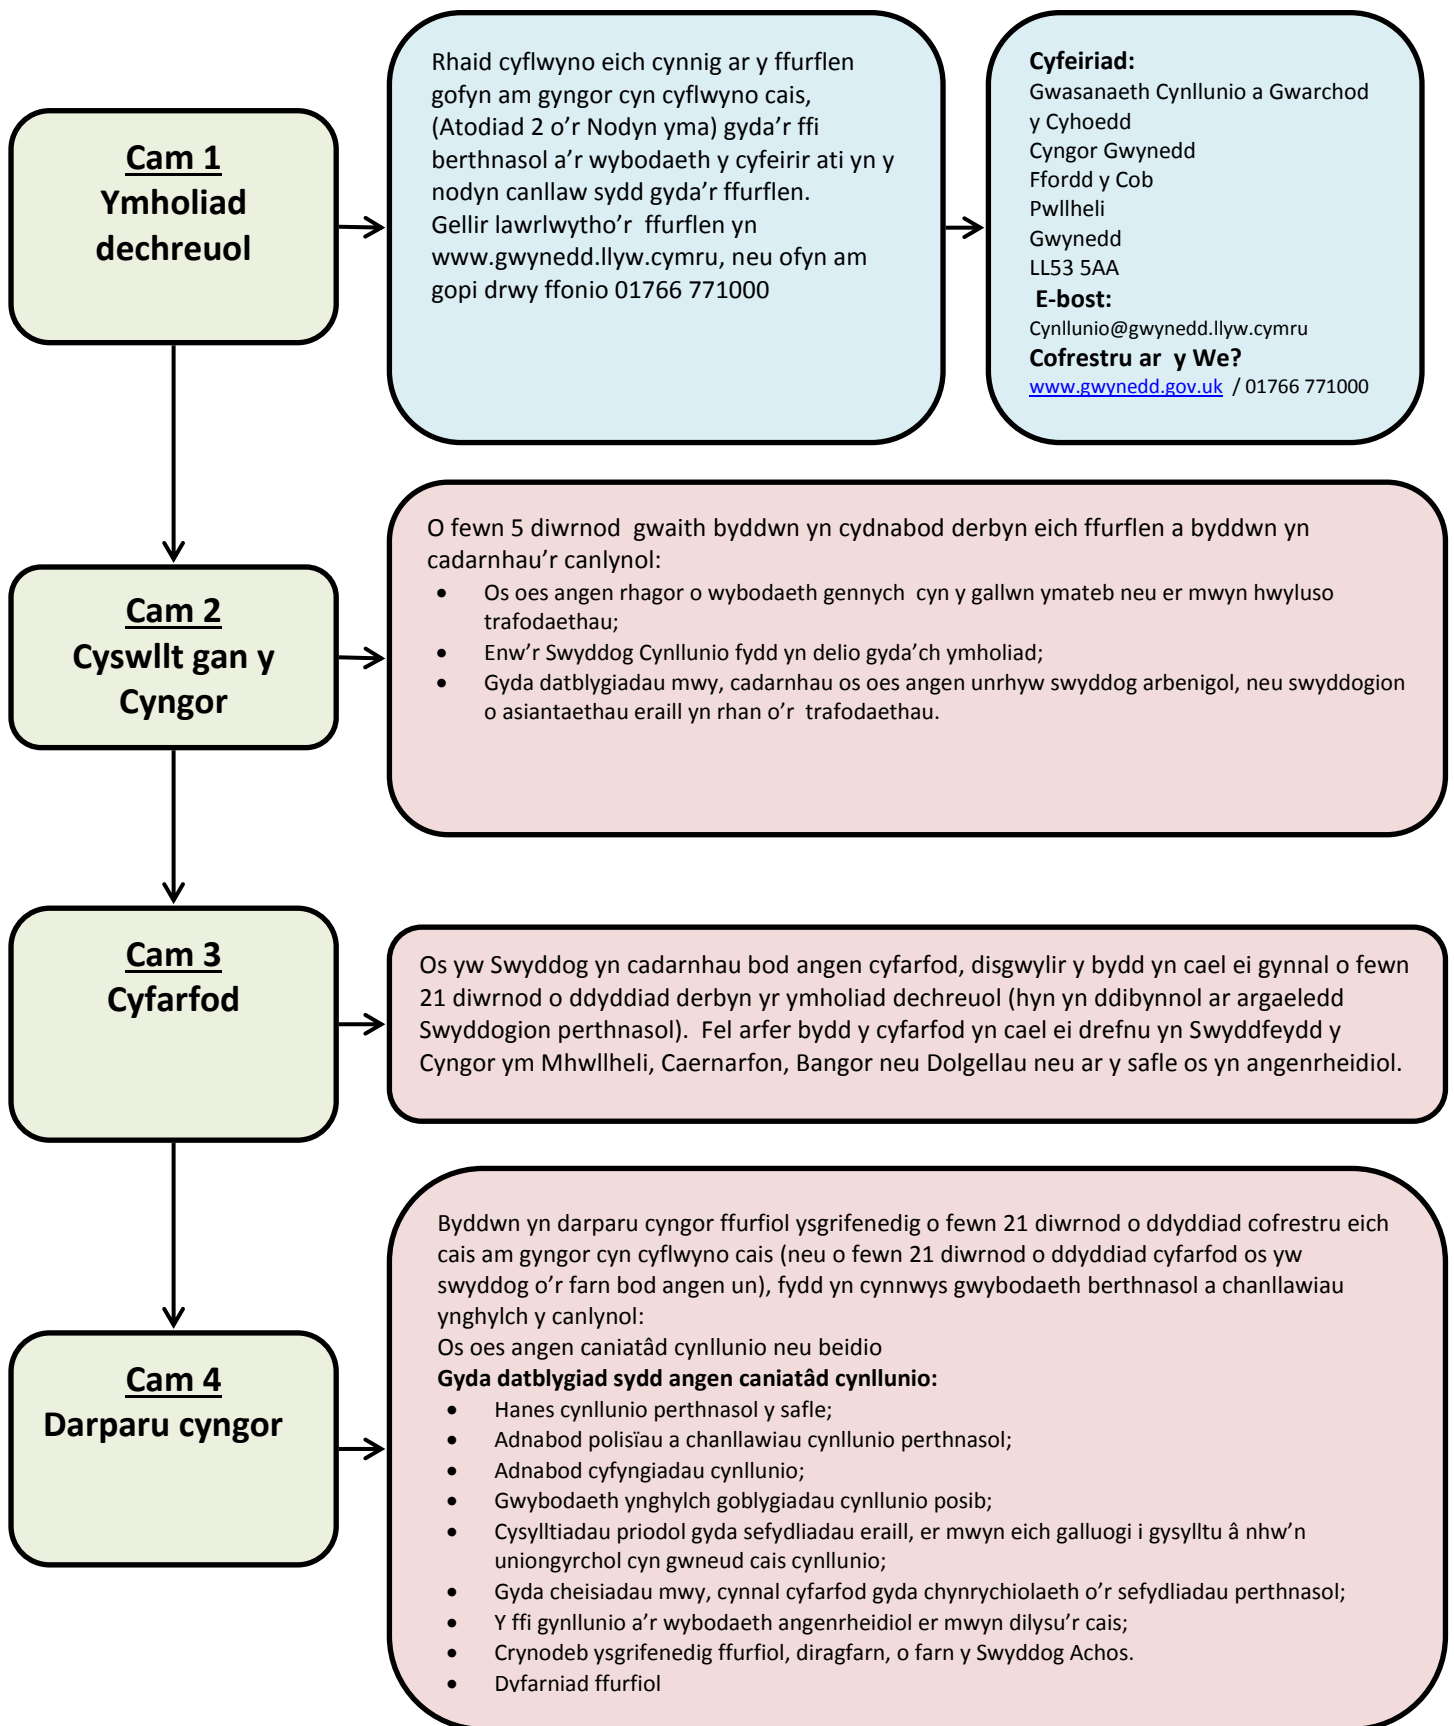 Cam 1
Ymholiad
dechreuol
Rhaid cyflwyno eich cynnig ar y ffurflen
gofyn am gyngor cyn cyflwyno cais,
(Atodiad 2 o’r Nodyn yma) gyda’r ffi
berthnasol a’r wybodaeth y cyfeirir ati yn y
nodyn canllaw sydd gyda’r ffurflen.
Gellir lawrlwytho’r ffurflen yn
www.gwynedd.llyw.cymru, neu ofyn am
gopi drwy ffonio 01766 771000
Cyfeiriad:
Gwasanaeth Cynllunio a Gwarchod
y Cyhoedd
Cyngor Gwynedd
Ffordd y Cob
Pwllheli
Gwynedd
LL53 5AA
E-bost:
Cynllunio@gwynedd.llyw.cymru
Cofrestru ar y We?
www.gwynedd.gov.uk / 01766 771000
Cam 2
Cyswllt gan y
Cyngor
O fewn 5 diwrnod gwaith byddwn yn cydnabod derbyn eich ffurflen a byddwn yn
cadarnhau’r canlynol:
• Os oes angen rhagor o wybodaeth gennych cyn y gallwn ymateb neu er mwyn hwyluso
trafodaethau;
• Enw’r Swyddog Cynllunio fydd yn delio gyda’ch ymholiad;
• Gyda datblygiadau mwy, cadarnhau os oes angen unrhyw swyddog arbenigol, neu swyddogion
o asiantaethau eraill yn rhan o’r trafodaethau.
Cam 3
Cyfarfod
Os yw Swyddog yn cadarnhau bod angen cyfarfod, disgwylir y bydd yn cael ei gynnal o fewn
21 diwrnod o ddyddiad derbyn yr ymholiad dechreuol (hyn yn ddibynnol ar argaeledd
Swyddogion perthnasol). Fel arfer bydd y cyfarfod yn cael ei drefnu yn Swyddfeydd y
Cyngor ym Mhwllheli, Caernarfon, Bangor neu Dolgellau neu ar y safle os yn angenrheidiol.
Cam 4
Darparu cyngor
Byddwn yn darparu cyngor ffurfiol ysgrifenedig o fewn 21 diwrnod o ddyddiad cofrestru eich
cais am gyngor cyn cyflwyno cais (neu o fewn 21 diwrnod o ddyddiad cyfarfod os yw
swyddog o’r farn bod angen un), fydd yn cynnwys gwybodaeth berthnasol a chanllawiau
ynghylch y canlynol:
Os oes angen caniatâd cynllunio neu beidio
Gyda datblygiad sydd angen caniatâd cynllunio:
• Hanes cynllunio perthnasol y safle;
• Adnabod polisïau a chanllawiau cynllunio perthnasol;
• Adnabod cyfyngiadau cynllunio;
• Gwybodaeth ynghylch goblygiadau cynllunio posib;
• Cysylltiadau priodol gyda sefydliadau eraill, er mwyn eich galluogi i gysylltu â nhw’n
uniongyrchol cyn gwneud cais cynllunio;
• Gyda cheisiadau mwy, cynnal cyfarfod gyda chynrychiolaeth o’r sefydliadau perthnasol;
• Y ffi gynllunio a’r wybodaeth angenrheidiol er mwyn dilysu’r cais;
• Crynodeb ysgrifenedig ffurfiol, diragfarn, o farn y Swyddog Achos.
• Dyfarniad ffurfiol